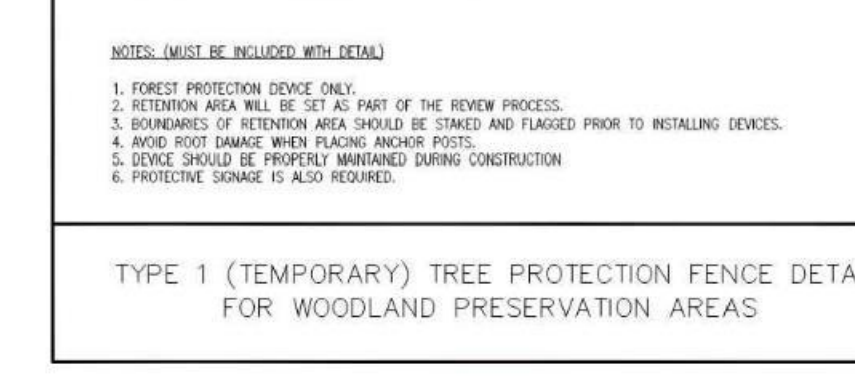 NOTES: (MUST BE INCLUDED WITH DETAIL)
1. FOREST PROTECTION DEVICE ONLY.
2. RETENTION AREA WILL BE SET AS PART OF THE REVIEW PROCESS.
3. BOUNDARIES OF RETENTION AREA SHOULD BE STAKED AND FLAGGED PRIOR TO INSTALLING DEVICES.
4. AVOID ROOT DAMAGE WHEN PLACING ANCHOR POSTS.
5. DEVICE SHOULD BE PROPERLY MAINTAINED DURING CONSTRUCTION
6. PROTECTIVE SIGNAGE IS ALSO REQUIRED.
TYPE 1 (TEMPORARY) TREE PROTECTION FENCE DETA
FOR WOODLAND PRESERVATION AREAS